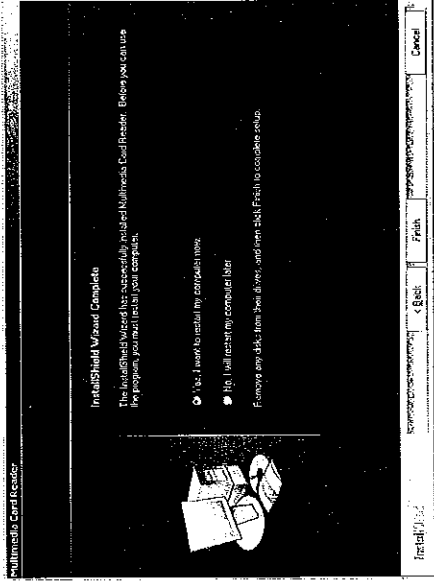 Multimedia Card Reader
InstallShield Wizard Complete
The InstallShield Wizard has successfully installed Multimedia Card Reader. Before you can use
the program, you must restart your computer.
Yes, I want to restart my computer now.
No, I will restart my computer later.
Remove any disks from their drives, and then click Finish to complete setup.
InstallShield
< Back
Finish
Cancel